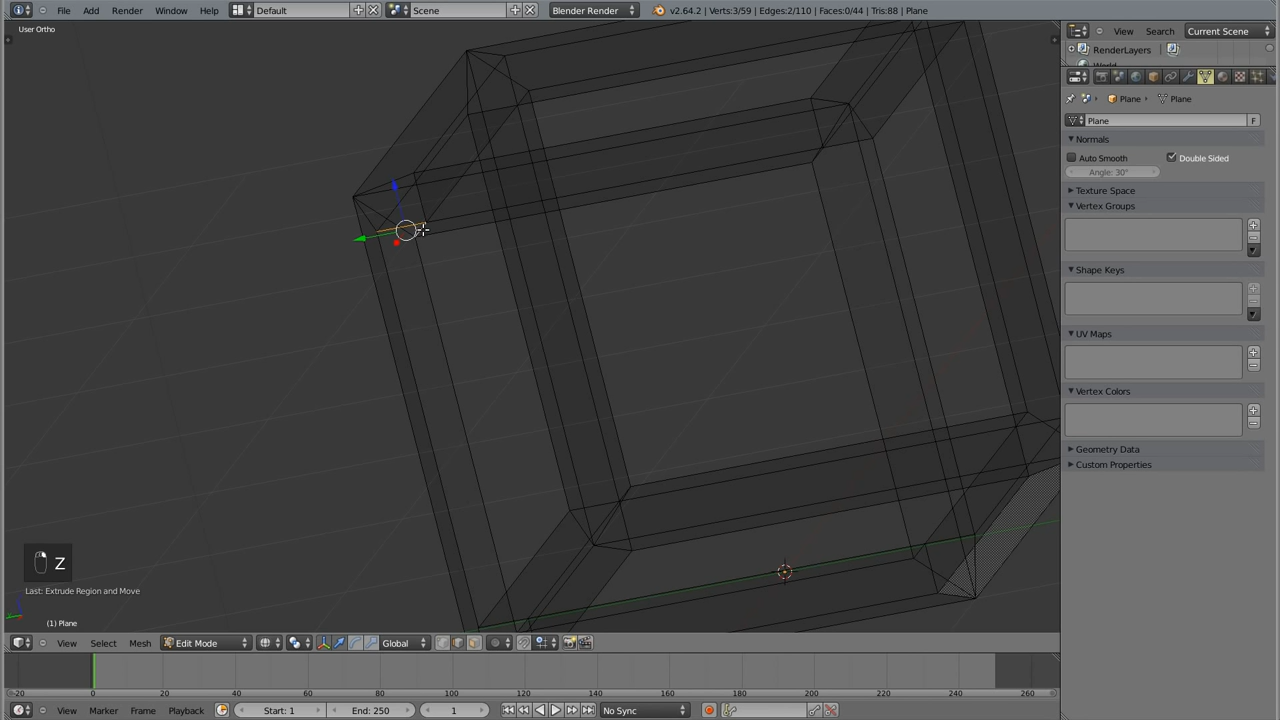 File Add Render Window Help Default Scene Blender Render v2.64.2 | Verts:3/59 | Edges:2/110 | Faces:0/44 | Tris:88 | Plane
User Ortho
View Search Current Scene
RenderLayers
Plane Plane
Plane F
Normals
Auto Smooth Double Sided
Angle: 30°
Texture Space
Vertex Groups
Shape Keys
UV Maps
Vertex Colors
Geometry Data
Custom Properties
Z
Last: Extrude Region and Move
(1) Plane
View Select Mesh Edit Mode Global
-20 0 20 40 60 80 100 120 140 160 180 200 220 240 260
View Marker Frame Playback Start: 1 End: 250 1 No Sync